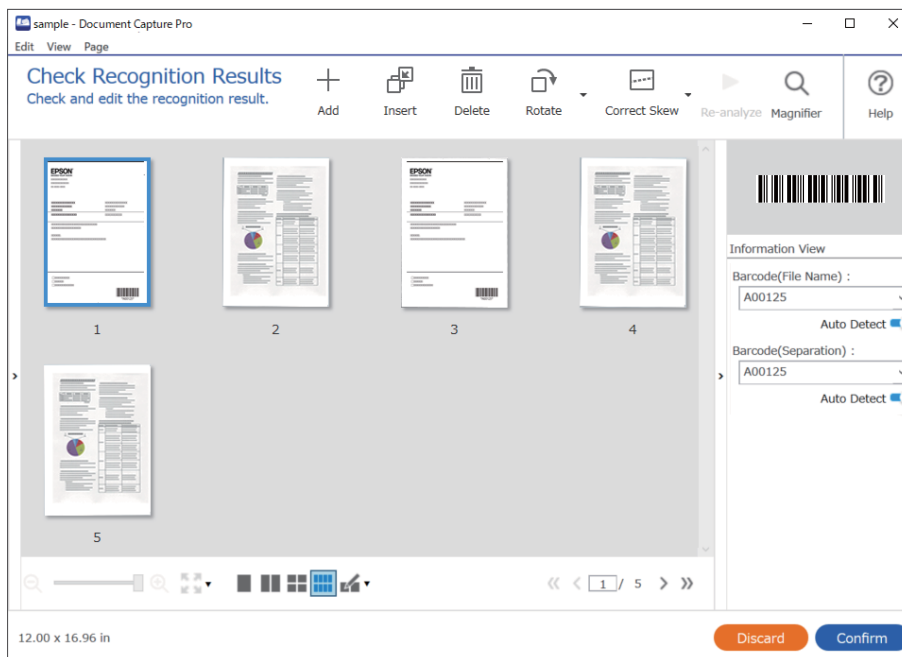 sample - Document Capture Pro
Edit View Page
Check Recognition Results
Check and edit the recognition result.
Add
Insert
Delete
Rotate
Correct Skew
Re-analyze
Magnifier
Help
EPSON
EPSON
1
2
3
4
5
Information View
Barcode(File Name) :
A00125
Auto Detect
Barcode(Separation) :
A00125
Auto Detect
1 / 5
12.00 x 16.96 in
Discard
Confirm